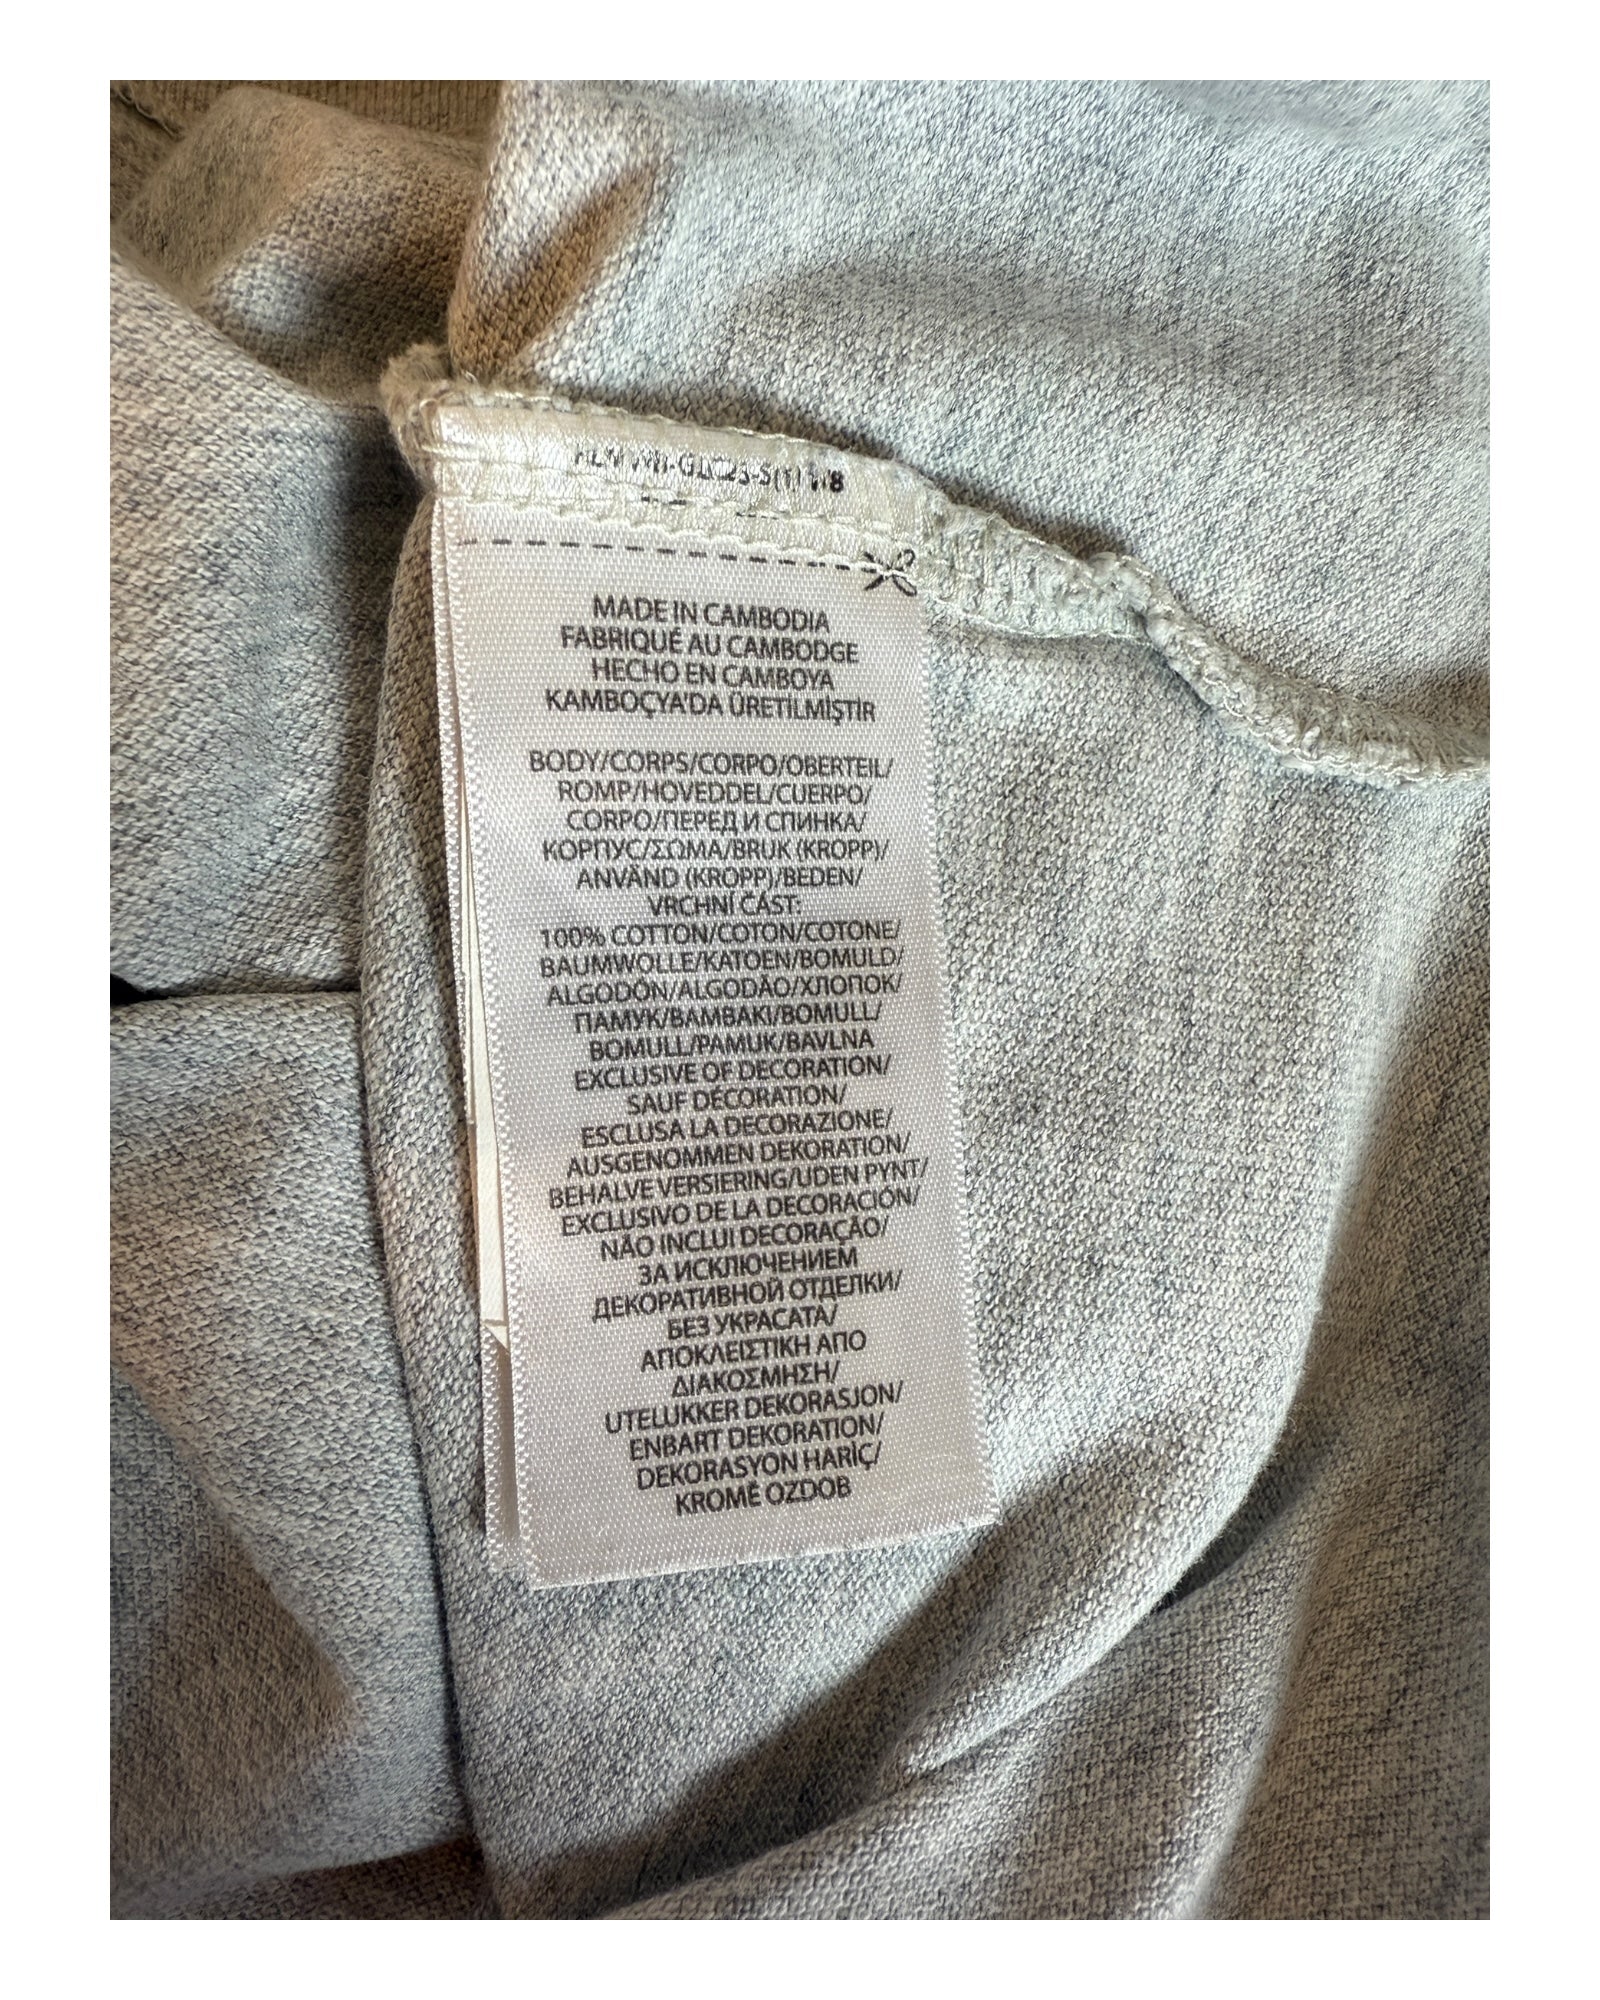 MADE IN CAMBODIA
FABRIQUÉ AU CAMBODGE
HECHO EN CAMBOYA
KAMBOÇYA'DA ÜRETILMİŞTİR
BODY/CORPS/CORPO/OBERTEIL/
ROMP/HOVEDDEL/CUERPO/
CORPO/ПЕРЕД И СПИНКА/
КОРПУС/ΣΩΜΑ/BRUK (KROPP)/
ANVÄND (KROPP)/BEDEN/
VRCHNÍ ČÁST:
100% COTTON/COTON/COTONE/
BAUMWOLLE/KATOEN/BOMULD/
ALGODÓN/ALGODÃO/ХЛОПОК/
ПАМУК/BAMBAKI/BOMULL/
BOMULL/PAMUK/BAVLNA
EXCLUSIVE OF DECORATION/
SAUF DÉCORATION/
ESCLUSA LA DECORAZIONE/
AUSGENOMMEN DEKORATION/
BEHALVE VERSIERING/UDEN PYNT/
EXCLUSIVO DE LA DECORACIÓN/
NÃO INCLUI DECORAÇÃO/
ЗА ИСКЛЮЧЕНИЕМ
ДЕКОРАТИВНОЙ ОТДЕЛКИ/
БЕЗ УКРАСАТА/
ΑΠΟΚΛΕΙΣΤΙΚΗ ΑΠΟ
ΔΙΑΚΟΣΜΗΣΗ/
UTELUKKER DEKORASJON/
ENBART DEKORATION/
DEKORASYON HARİÇ/
KROMĚ OZDOB